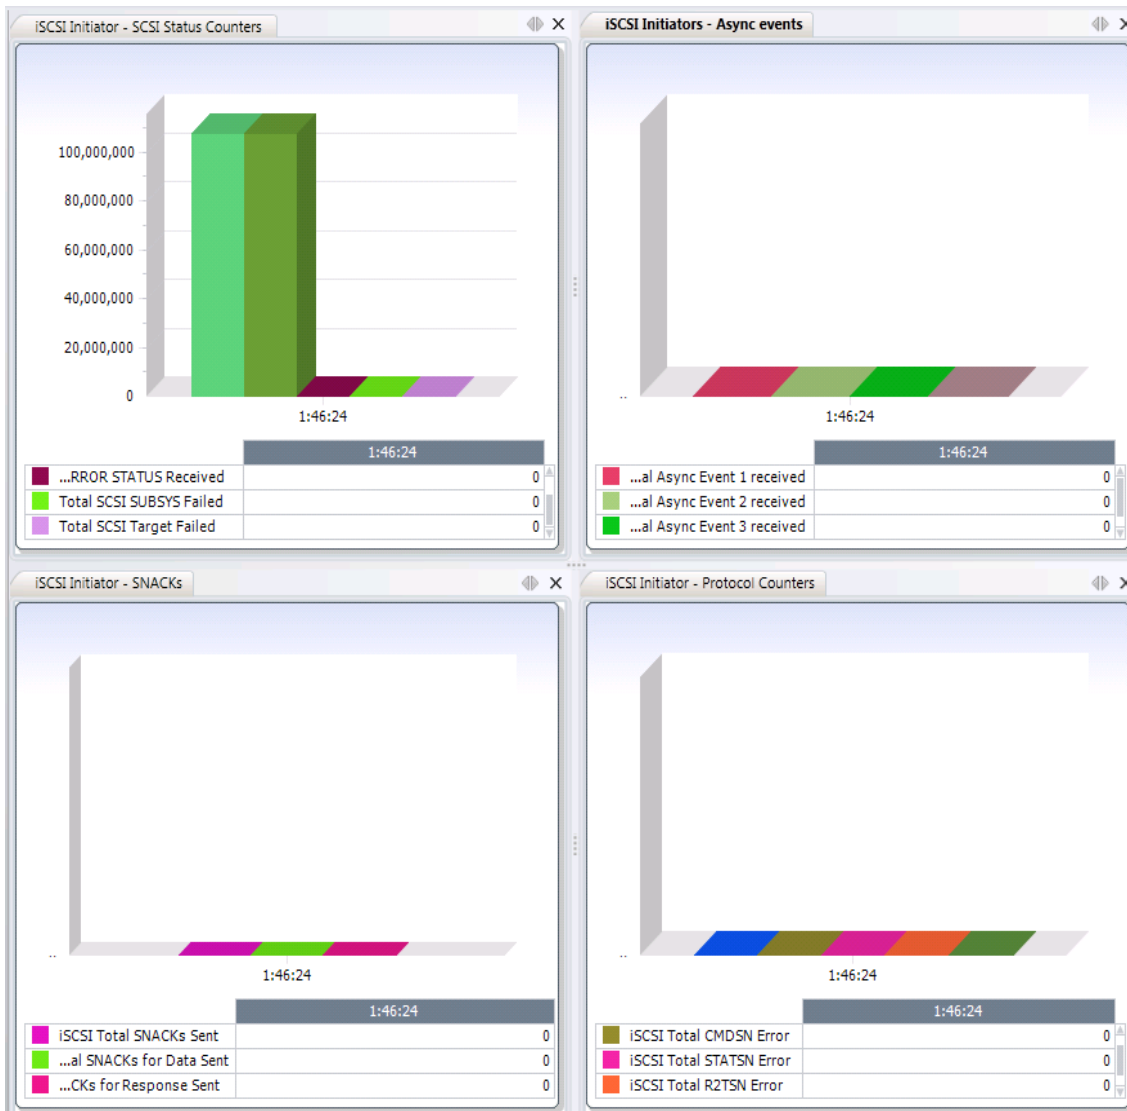 iSCSI Initiator - SCSI Status Counters
100,000,000
80,000,000
60,000,000
40,000,000
20,000,000
0
1:46:24
1:46:24
...RROR STATUS Received 0
Total SCSI SUBSYS Failed 0
Total SCSI Target Failed 0
iSCSI Initiators - Async events
..
1:46:24
1:46:24
...al Async Event 1 received 0
...al Async Event 2 received 0
...al Async Event 3 received 0
iSCSI Initiator - SNACKs
..
1:46:24
1:46:24
iSCSI Total SNACKs Sent 0
...al SNACKs for Data Sent 0
...CKs for Response Sent 0
iSCSI Initiator - Protocol Counters
..
1:46:24
1:46:24
iSCSI Total CMDSN Error 0
iSCSI Total STATSN Error 0
iSCSI Total R2TSN Error 0